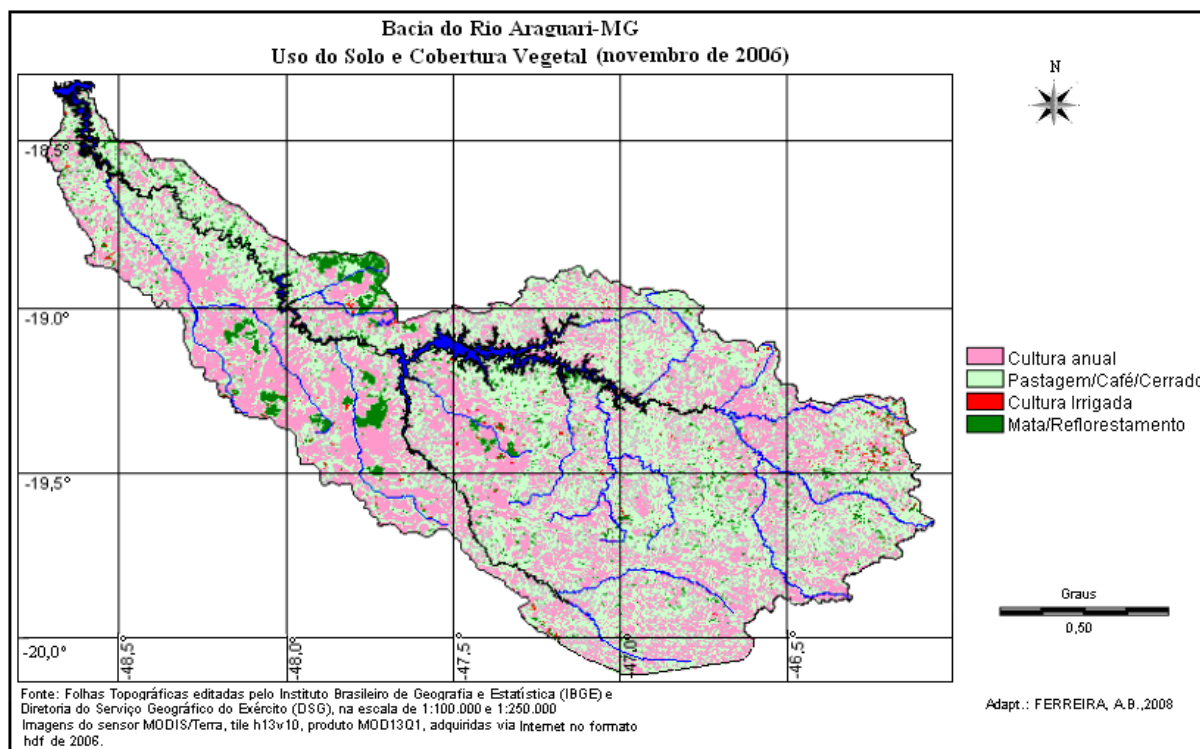 Bacia do Rio Araguari-MG
Uso do Solo e Cobertura Vegetal (novembro de 2006)
N
-18,5°
-19,0°
-19,5°
-20,0°
-48,5°
-48,0°
-47,5°
-47,0°
-46,5°
Cultura anual
Pastagem/Café/Cerrado
Cultura Irrigada
Mata/Reflorestamento
Graus
0,50
Fonte: Folhas Topográficas editadas pelo Instituto Brasileiro de Geografia e Estatística (IBGE) e
Diretoria do Serviço Geográfico do Exército (DSG), na escala de 1:100.000 e 1:250.000
Imagens do sensor MODIS/Terra, tile h13v10, produto MOD13Q1, adquiridas via Internet no formato
hdf de 2006.
Adapt.: FERREIRA, A.B.,2008